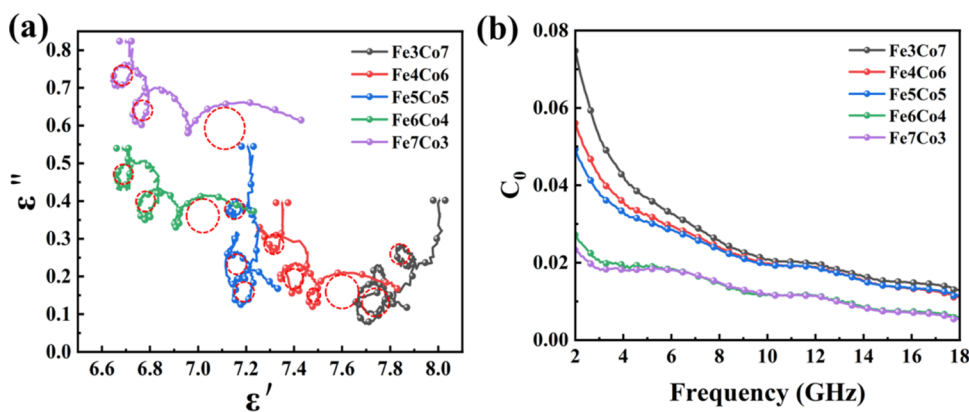 (a)
ε''
0.8
0.7
0.6
0.5
0.4
0.3
0.2
0.1
0.0
6.6
6.8
7.0
7.2
7.4
7.6
7.8
8.0
ε'
Fe3Co7
Fe4Co6
Fe5Co5
Fe6Co4
Fe7Co3
(b)
C₀
0.08
0.06
0.04
0.02
0.00
2
4
6
8
10
12
14
16
18
Frequency (GHz)
Fe3Co7
Fe4Co6
Fe5Co5
Fe6Co4
Fe7Co3